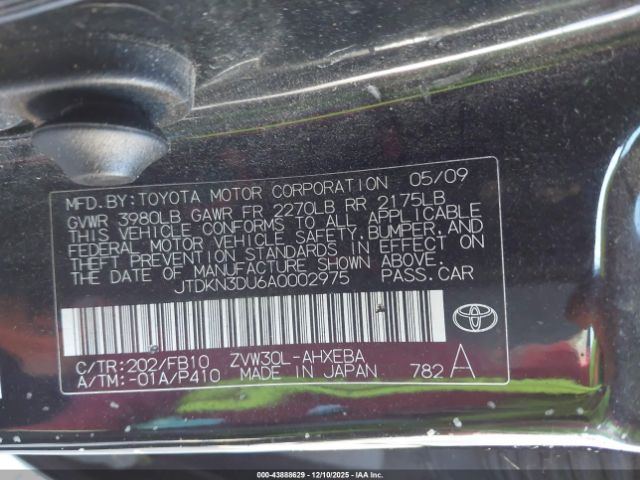 MFD.BY:TOYOTA MOTOR CORPORATION 05/09
GVWR 3980LB GAWR FR 2270LB RR 2175LB
THIS VEHICLE CONFORMS TO ALL APPLICABLE
FEDERAL MOTOR VEHICLE SAFETY,BUMPER,AND
THEFT PREVENTION STANDARDS IN EFFECT ON
THE DATE OF MANUFACTURE SHOWN ABOVE.
JTDKN3DU6A0002975 PASS.CAR
C/TR:202/FB10 ZVW30L-AHXEBA
A/TM:-01A/P410 MADE IN JAPAN 782 A
000-43888629 - 12/10/2025 - IAAI, Inc.